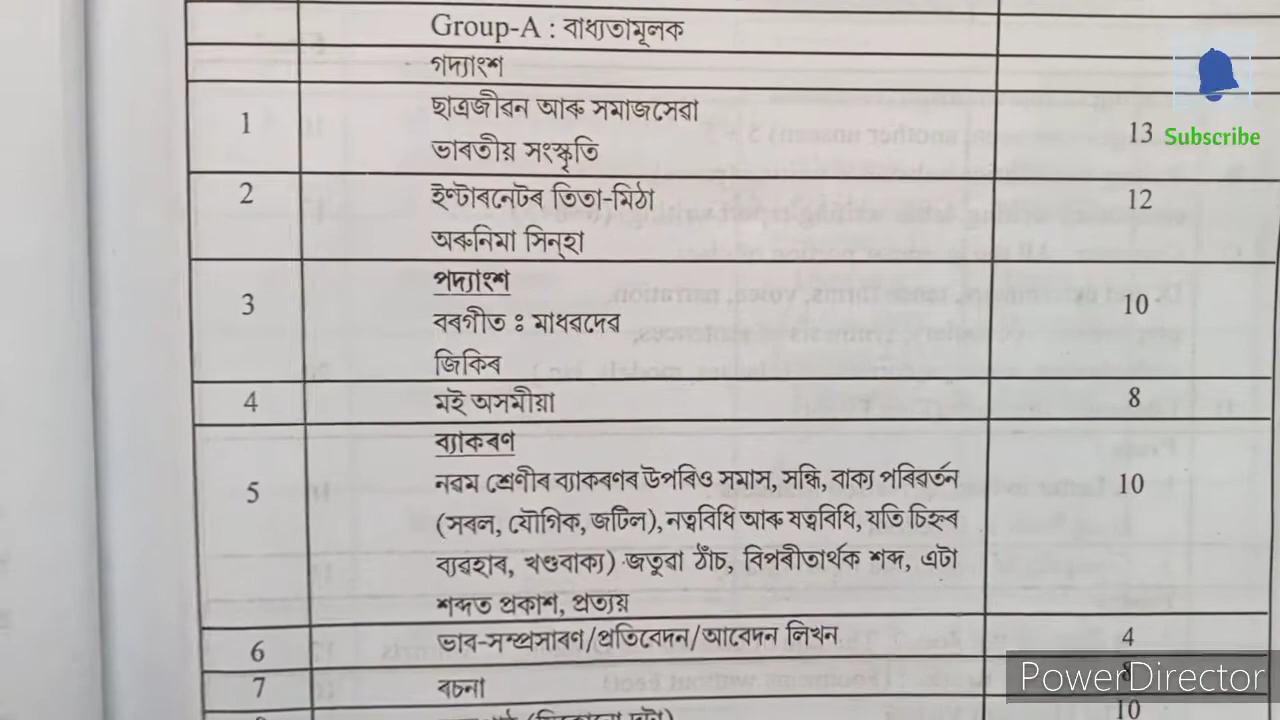 Group-A : বাধ্যতামূলক
গদ্যাংশ
1 ছাত্ৰজীৱন আৰু সমাজসেৱা 13
ভাৰতীয় সংস্কৃতি
Subscribe
2 ইণ্টাৰনেটৰ তিতা-মিঠা 12
অৰুনিমা সিন্হা
3 পদ্যাংশ 10
বৰগীত ঃ মাধৱদেৱ
জিকিৰ
4 মই অসমীয়া 8
ব্যাকৰণ
5 নৱম শ্ৰেণীৰ ব্যাকৰণৰ উপৰিও সমাস, সন্ধি, বাক্য পৰিৱৰ্তন 10
(সৰল, যৌগিক, জটিল), নত্ববিধি আৰু ষত্ববিধি, যতি চিহ্নৰ
ব্যৱহাৰ, খণ্ডবাক্য) জতুৱা ঠাঁচ, বিপৰীতাৰ্থক শব্দ, এটা
শব্দত প্ৰকাশ, প্ৰত্যয়
6 ভাৱ-সম্প্ৰসাৰণ/প্ৰতিবেদন/আবেদন লিখন 4
7 ৰচনা 8
PowerDirector
10